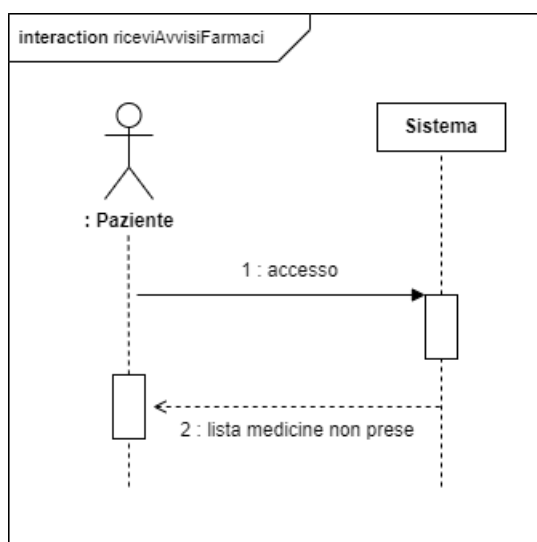 interaction riceviAvvisiFarmaci
Sistema
: Paziente
1 : accesso
2 : lista medicine non prese